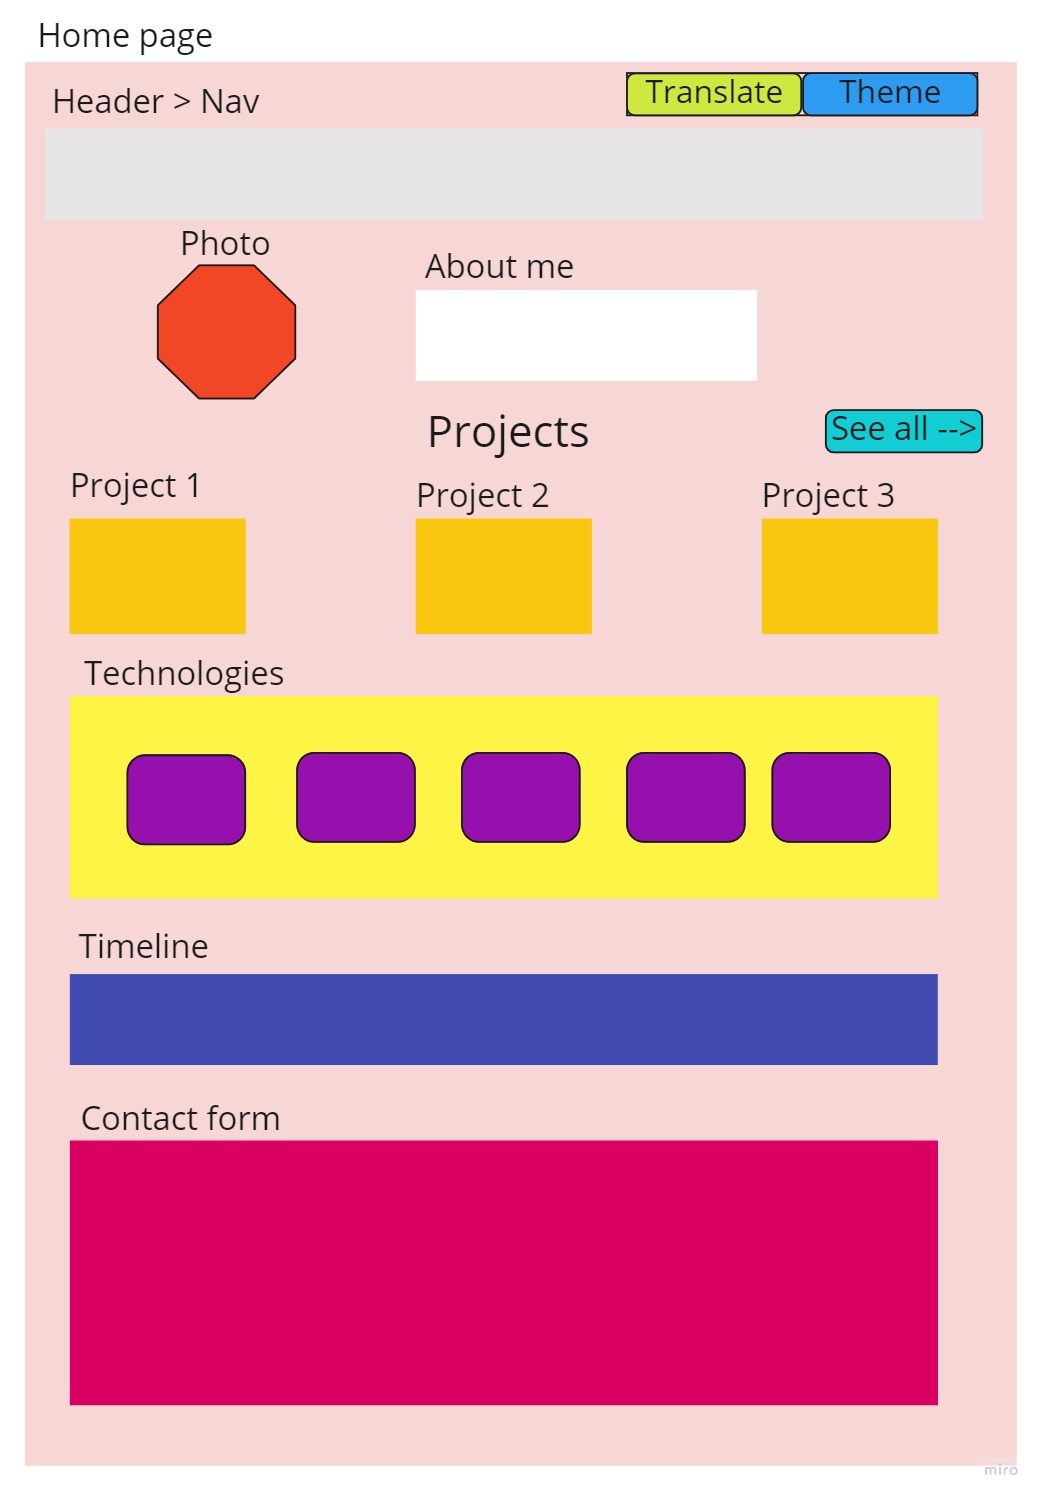 Home page
Header > Nav
Translate
Theme
Photo
About me
Projects
See all -->
Project 1
Project 2
Project 3
Technologies
Timeline
Contact form
miro